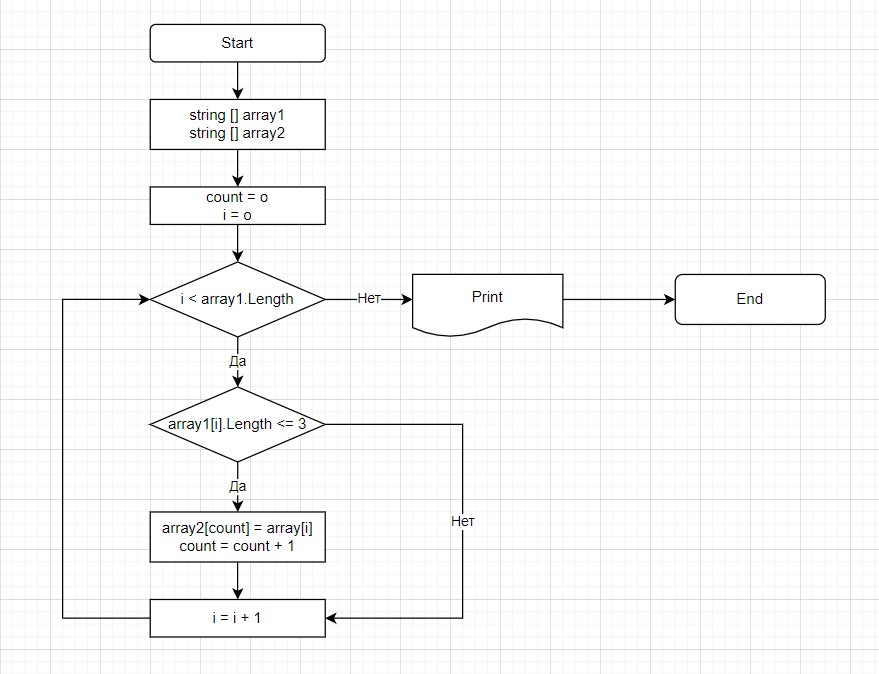 Start
string [] array1
string [] array2
count = o
i = o
i < array1.Length
Нет
Print
End
Да
array1[i].Length <= 3
Да
Нет
array2[count] = array[i]
count = count + 1
i = i + 1